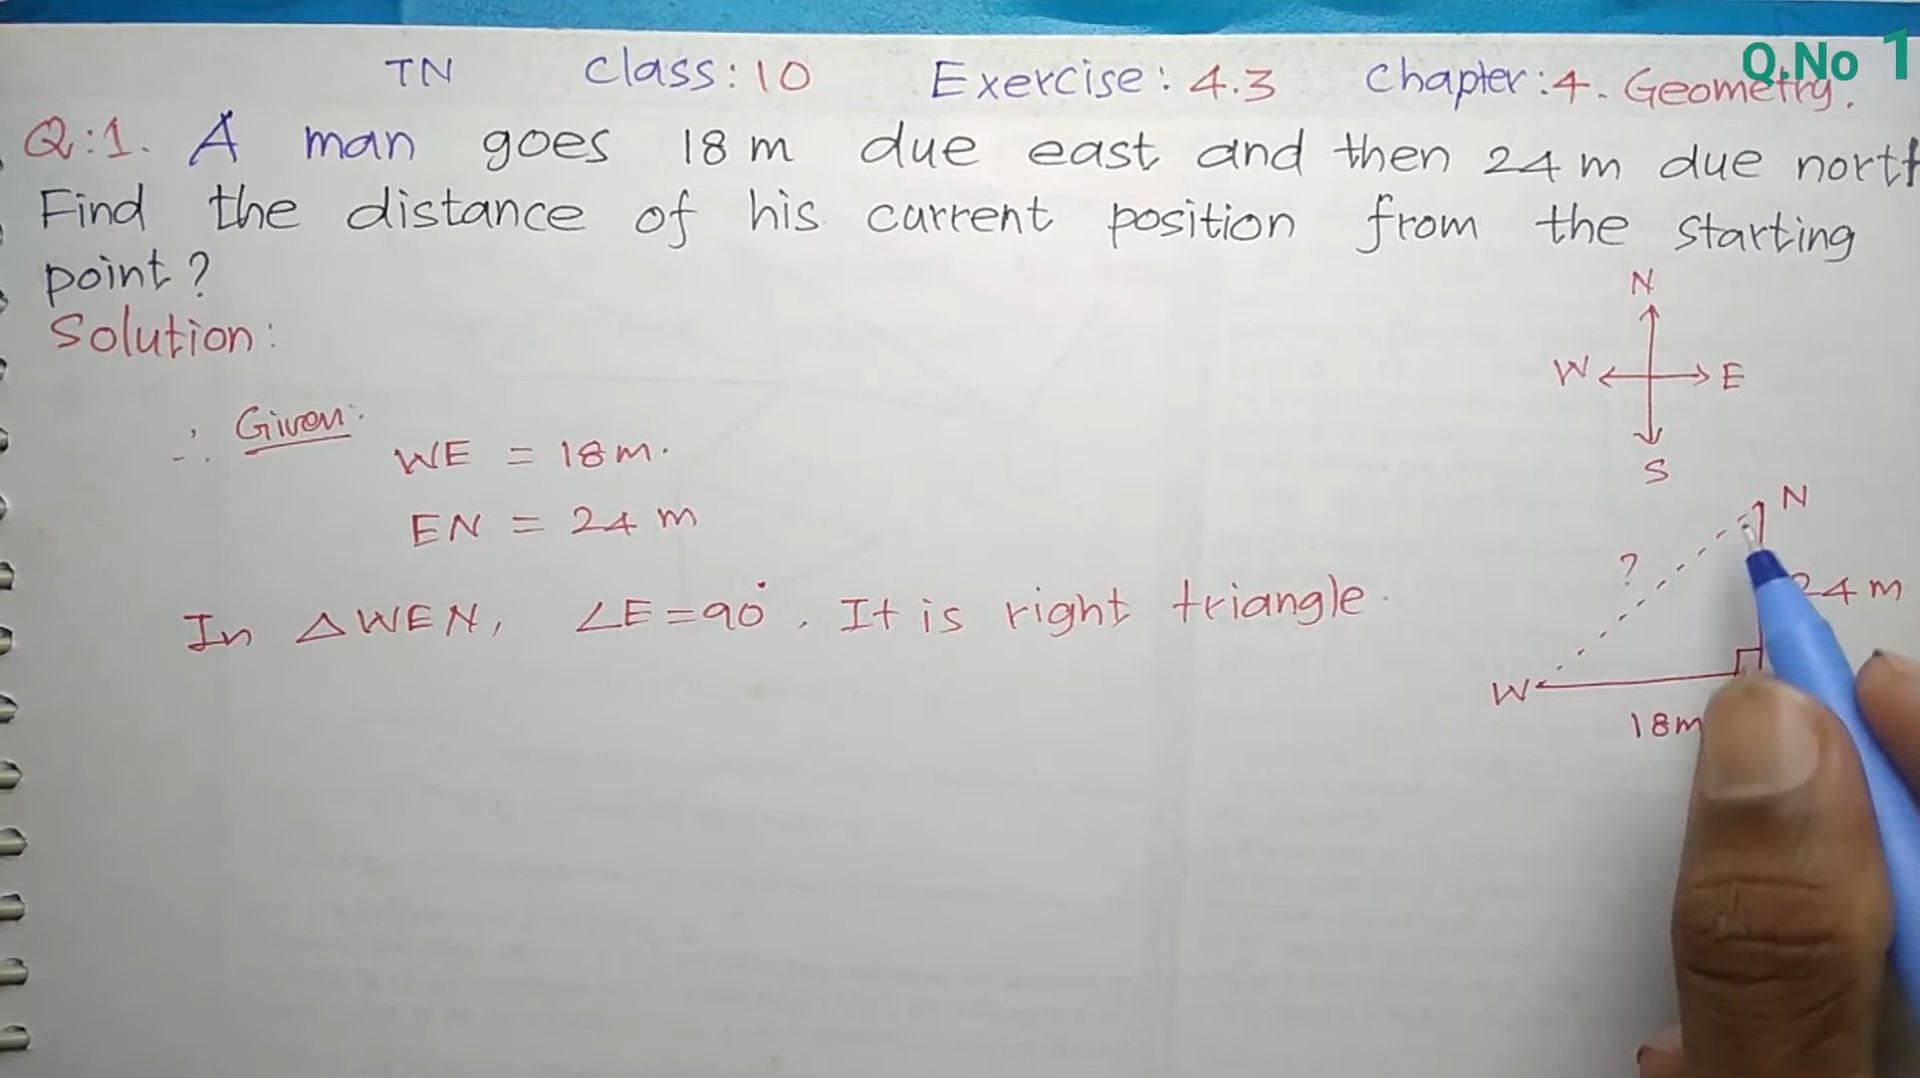 Q.No 1
TN Class: 10 Exercise: 4.3 Chapter: 4. Geometry.
Q:1. A man goes 18 m due east and then 24 m due north
Find the distance of his current position from the starting
point?
Solution:
N
W E
S
∴ Given:
WE = 18m.
EN = 24 m
In △WEN, ∠E = 90°. It is right triangle.
N
?
24 m
W
18m